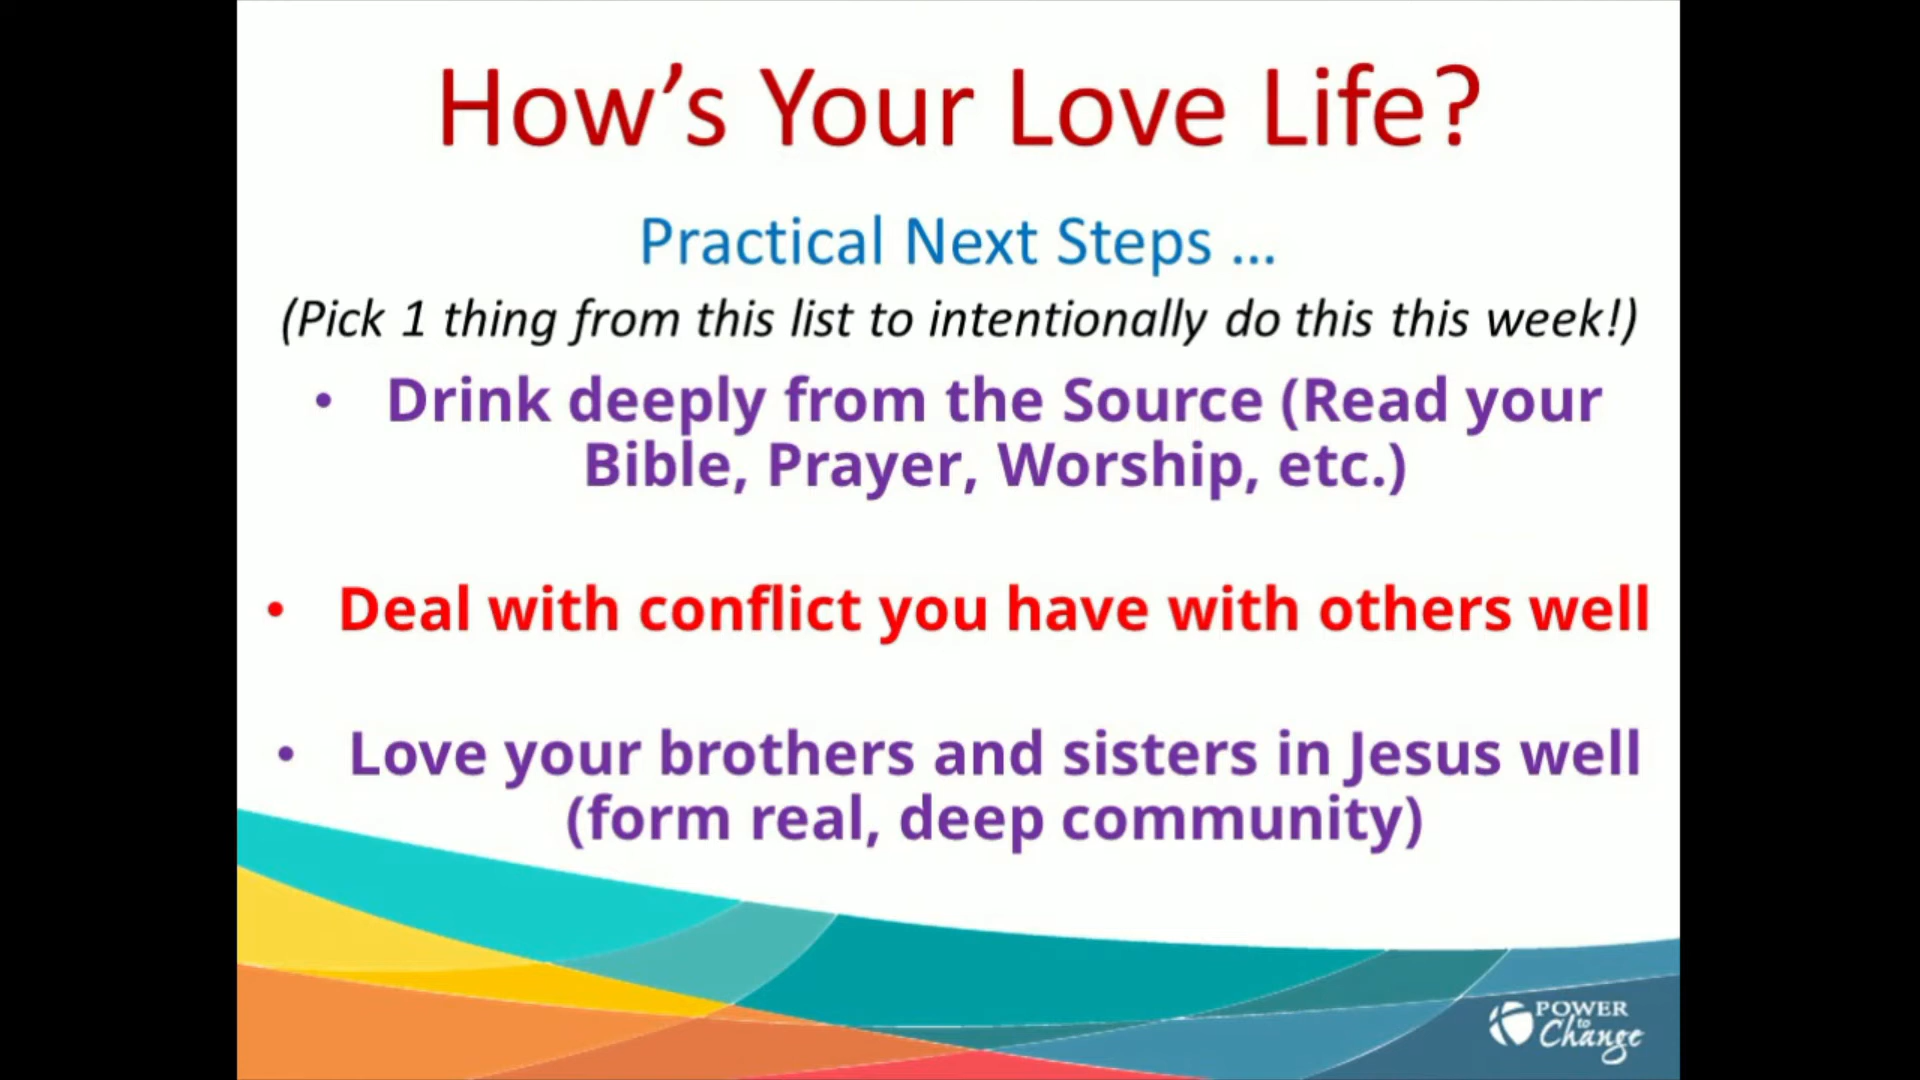 How’s Your Love Life?
Practical Next Steps ...
(Pick 1 thing from this list to intentionally do this this week!)
• Drink deeply from the Source (Read your
Bible, Prayer, Worship, etc.)
• Deal with conflict you have with others well
• Love your brothers and sisters in Jesus well
(form real, deep community)
POWER
to
Change